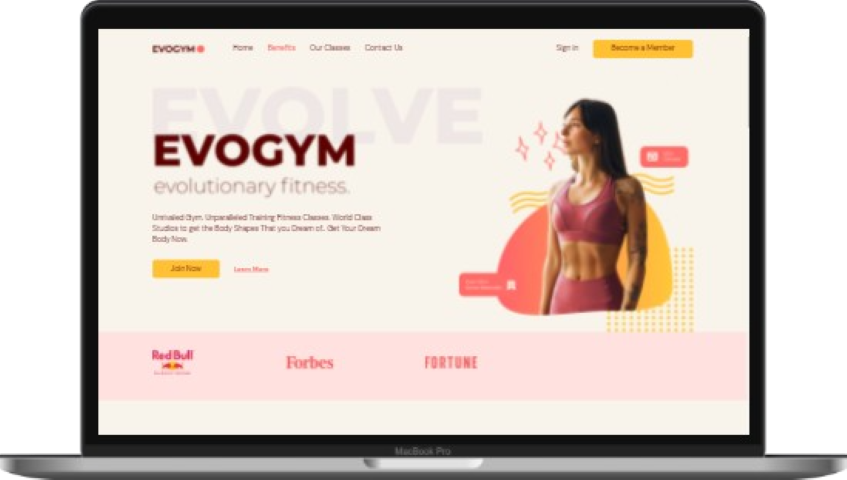 EVOGYM
Home Benefits Our Classes Contact Us
Sign in
Become a Member
EVOLVE
EVOGYM
evolutionary fitness.
Unrivaled Gym. Unparalleled Training Fitness Classes. World Class
Studios to get the Body Shapes That you Dream of.. Get Your Dream
Body Now.
Join Now
Learn More
Red Bull
Forbes
FORTUNE
MacBook Pro